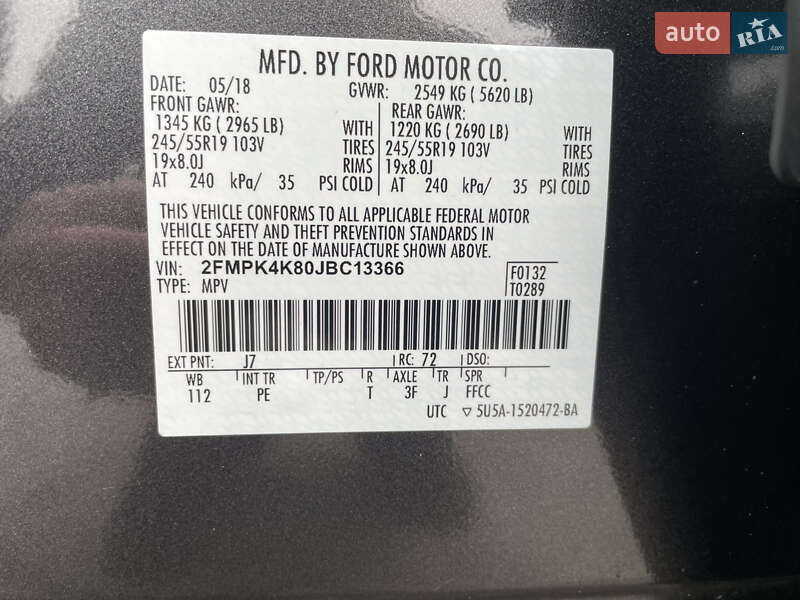 auto RIA.com
MFD. BY FORD MOTOR CO.
DATE: 05/18 GVWR: 2549 KG ( 5620 LB)
FRONT GAWR: REAR GAWR:
1345 KG ( 2965 LB) WITH 1220 KG ( 2690 LB) WITH
245/55R19 103V TIRES 245/55R19 103V TIRES
19x8.0J RIMS 19x8.0J RIMS
AT 240 kPa/ 35 PSI COLD AT 240 kPa/ 35 PSI COLD
THIS VEHICLE CONFORMS TO ALL APPLICABLE FEDERAL MOTOR
VEHICLE SAFETY AND THEFT PREVENTION STANDARDS IN
EFFECT ON THE DATE OF MANUFACTURE SHOWN ABOVE.
VIN: 2FMPK4K80JBC13366 F0132
TYPE: MPV T0289
EXT PNT: J7 RC: 72 DSO:
WB INT TR TP/PS R AXLE TR SPR
112 PE T 3F J FFCC
UTC ▽ 5U5A-1520472-BA